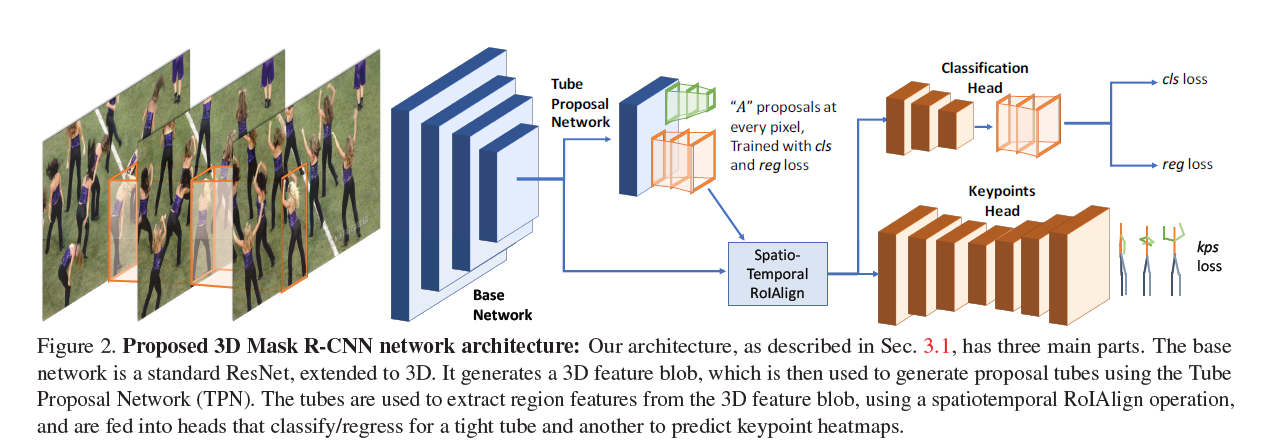 Classification
Head
cls loss
reg loss
Tube
Proposal
Network
“A” proposals at
every pixel,
Trained with cls
and reg loss
Keypoints
Head
kps
loss
Spatio-
Temporal
RoIAlign
Base
Network
Figure 2. Proposed 3D Mask R-CNN network architecture: Our architecture, as described in Sec. 3.1, has three main parts. The base
network is a standard ResNet, extended to 3D. It generates a 3D feature blob, which is then used to generate proposal tubes using the Tube
Proposal Network (TPN). The tubes are used to extract region features from the 3D feature blob, using a spatiotemporal RoIAlign operation,
and are fed into heads that classify/regress for a tight tube and another to predict keypoint heatmaps.